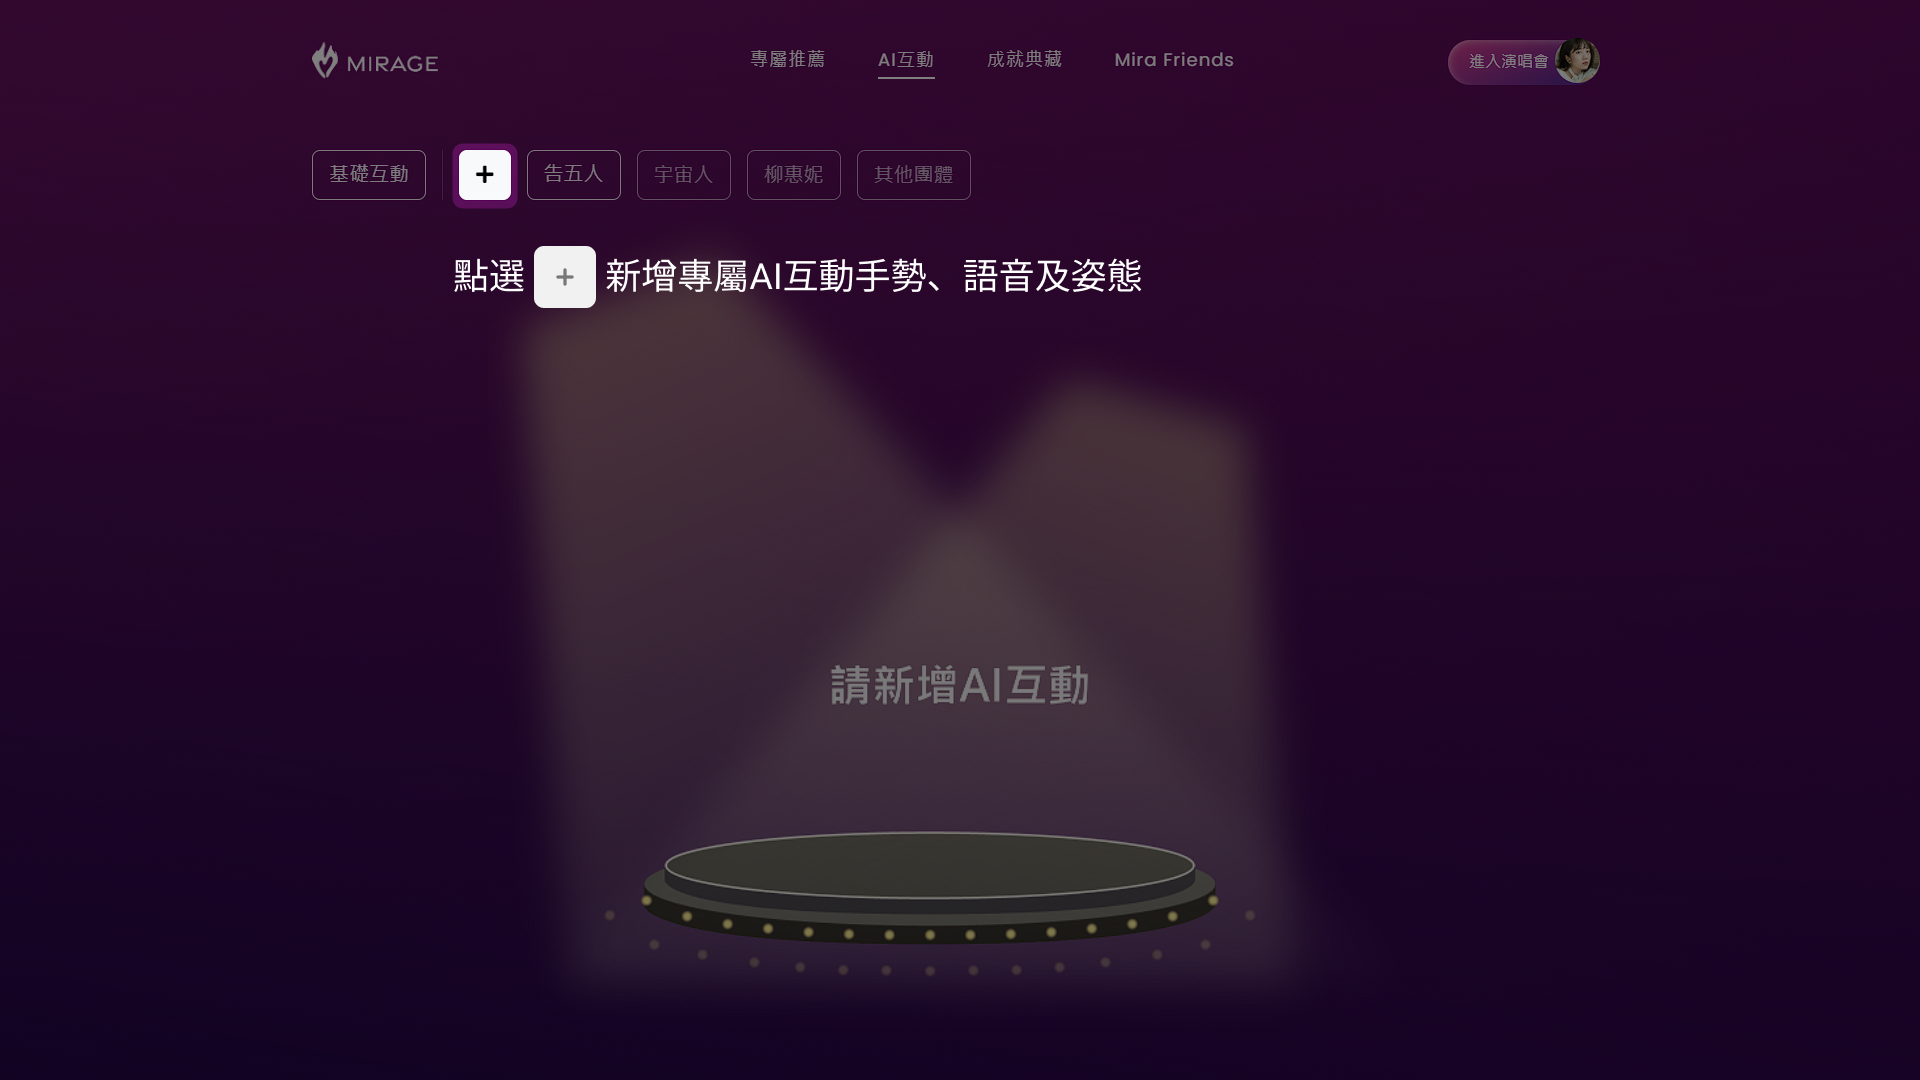 MIRAGE
專屬推薦 AI互動 成就典藏 Mira Friends
進入演唱會
基礎互動 + 告五人 宇宙人 柳惠妮 其他團體
點選 + 新增專屬AI互動手勢、語音及姿態
請新增AI互動